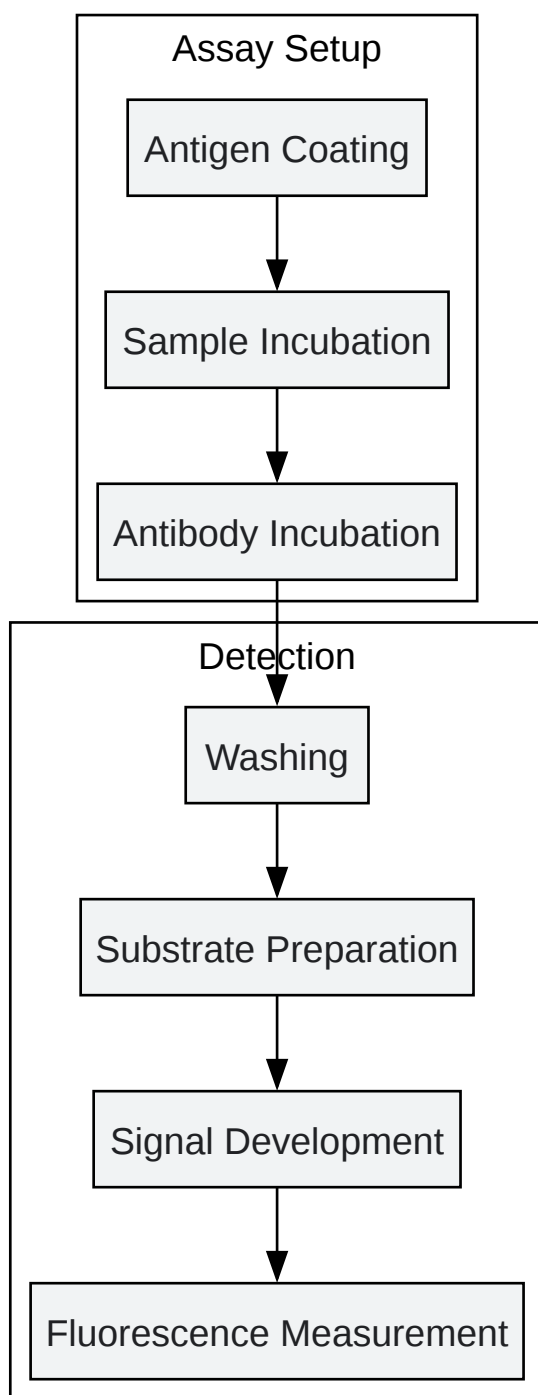 Assay Setup
Antigen Coating
Sample Incubation
Antibody Incubation
Detection
Washing
Substrate Preparation
Signal Development
Fluorescence Measurement